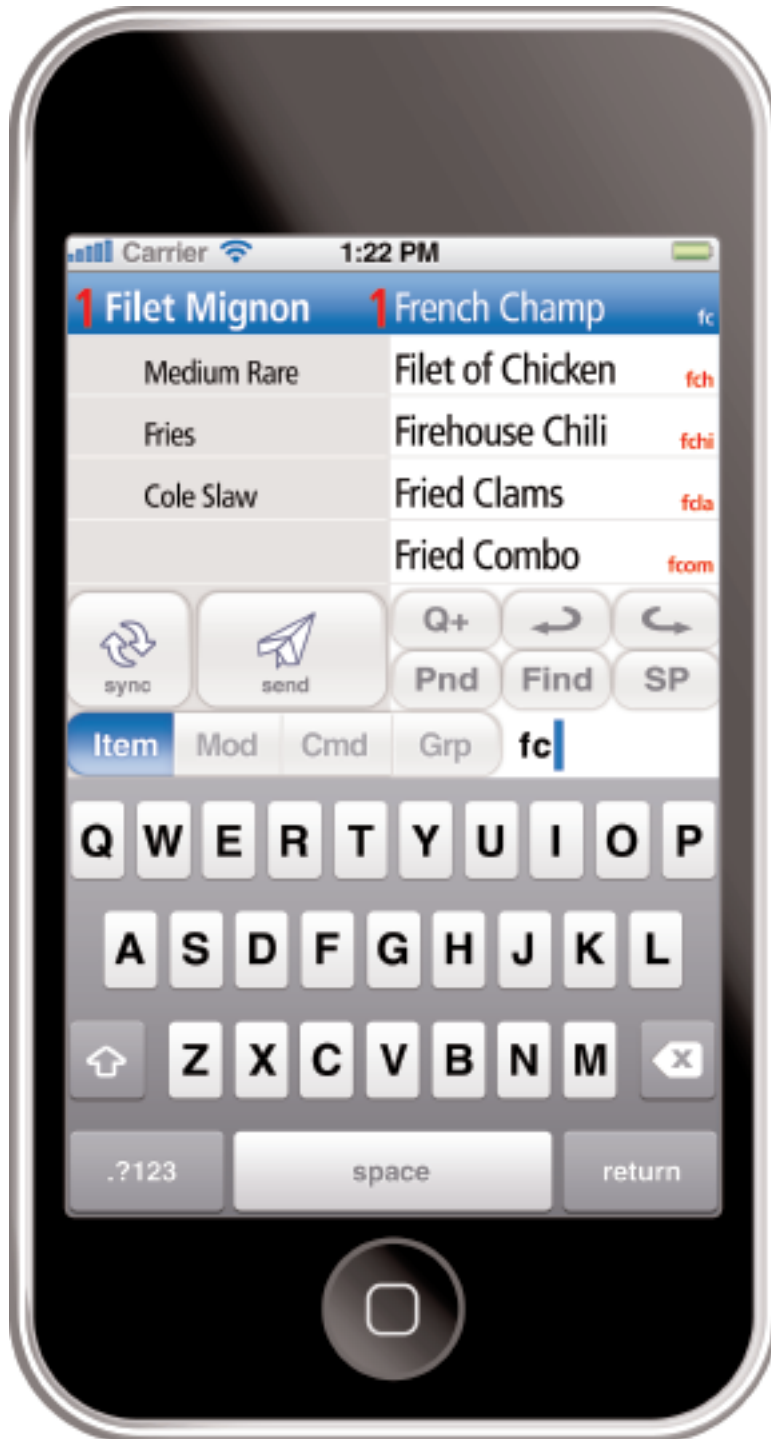 Carrier 1:22 PM
1 Filet Mignon 1 French Champ fc
Medium Rare Filet of Chicken fch
Fries Firehouse Chili fchi
Cole Slaw Fried Clams fcla
Fried Combo fcom
Q+
sync send Pnd Find SP
Item Mod Cmd Grp fc
Q W E R T Y U I O P
A S D F G H J K L
Z X C V B N M X
.?123 space return